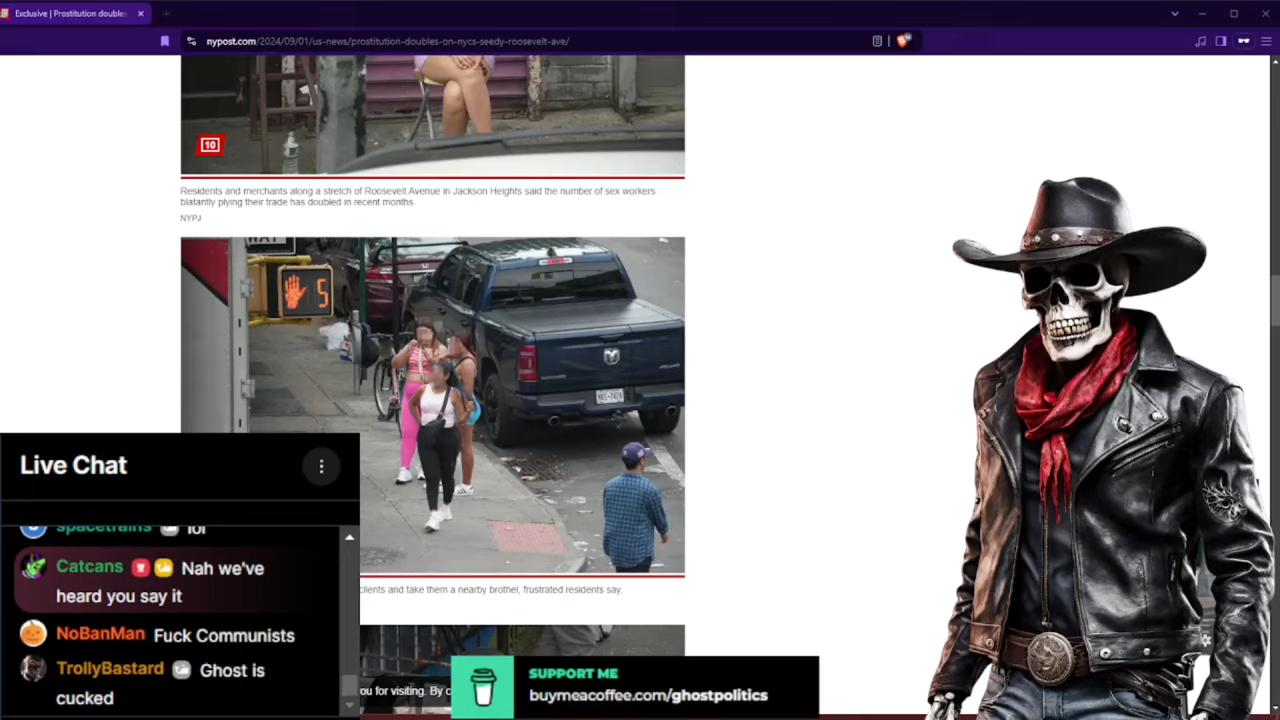 Exclusive | Prostitution double
nypost.com/2024/09/01/us-news/prostitution-doubles-on-nycs-seedy-roosevelt-ave/
10
Residents and merchants along a stretch of Roosevelt Avenue in Jackson Heights said the number of sex workers
blatantly plying their trade has doubled in recent months.
NYPJ
5
clients and take them a nearby brothel, frustrated residents say.
Live Chat
spacetrains lol
Catcans Nah we've
heard you say it
NoBanMan Fuck Communists
TrollyBastard Ghost is
cucked
ou for visiting. By c
SUPPORT ME
buymeacoffee.com/ghostpolitics